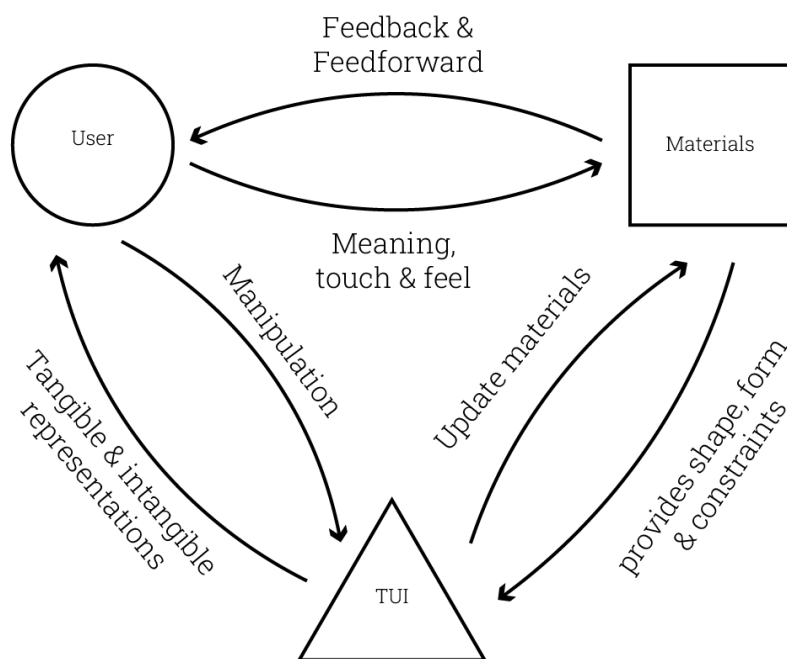 Feedback &
Feedforward
User
Materials
Meaning,
touch & feel
Manipulation
Update materials
Tangible & intangible
representations
provides shape, form
& constraints
TUI